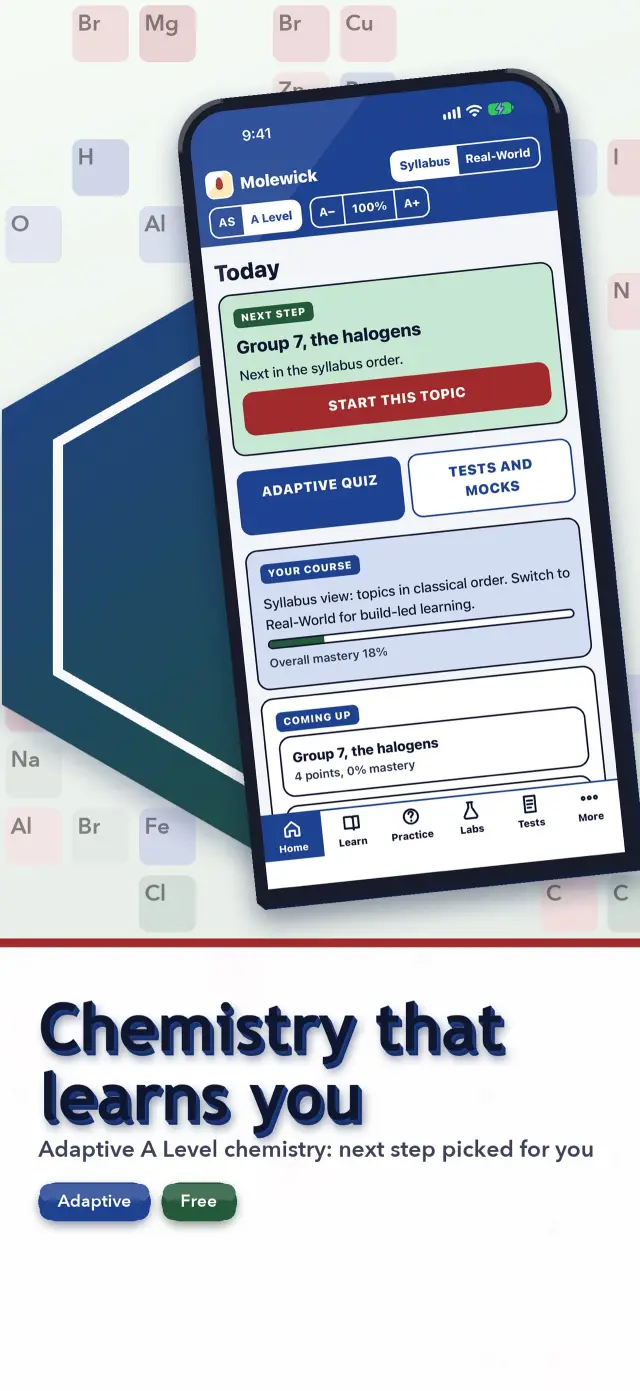 Br
Mg
Br
Cu
Zn
H
I
O
Al
N
9:41
Molewick
Syllabus
Real-World
AS
A Level
A−
100%
A+
Today
NEXT STEP
Group 7, the halogens
Next in the syllabus order.
START THIS TOPIC
ADAPTIVE QUIZ
TESTS AND
MOCKS
YOUR COURSE
Syllabus view: topics in classical order. Switch to
Real-World for build-led learning.
Overall mastery 18%
COMING UP
Group 7, the halogens
4 points, 0% mastery
Home
Learn
Practice
Labs
Tests
More
Na
Al
Br
Fe
Cl
C
C
Chemistry that
learns you
Adaptive A Level chemistry: next step picked for you
Adaptive
Free